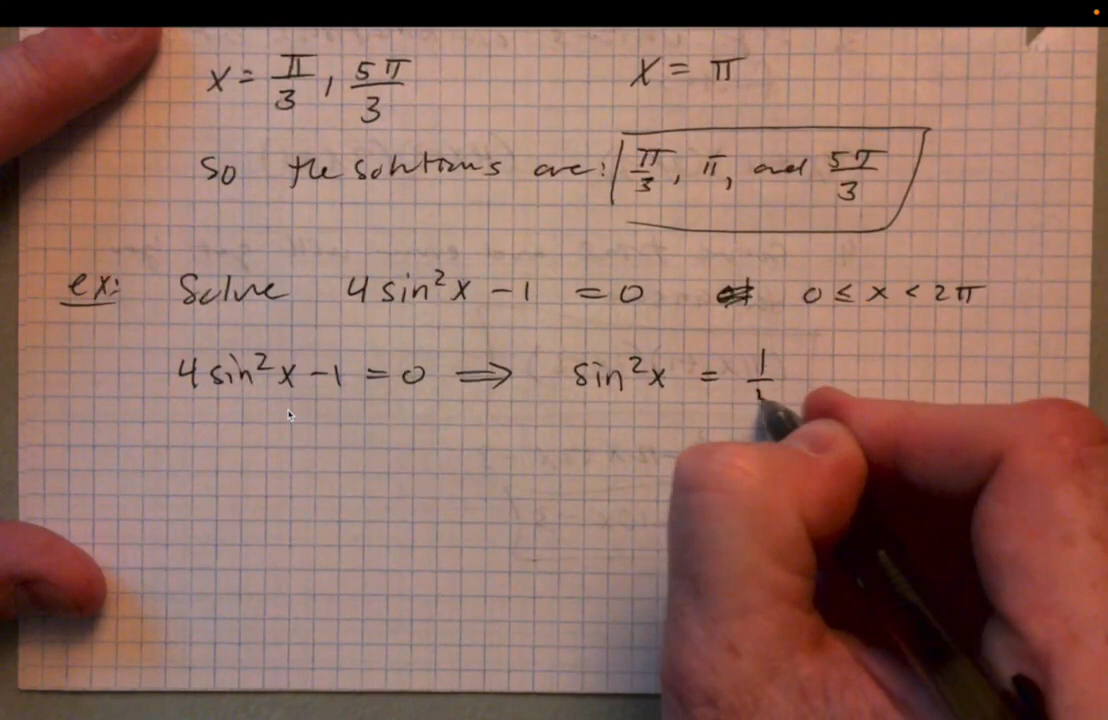 x = π/3, 5π/3 x = π
so the solutions are: π/3, π, and 5π/3
ex: Solve 4 sin²x − 1 = 0 0 ≤ x < 2π
4 sin²x − 1 = 0 ⟹ sin²x = 1/